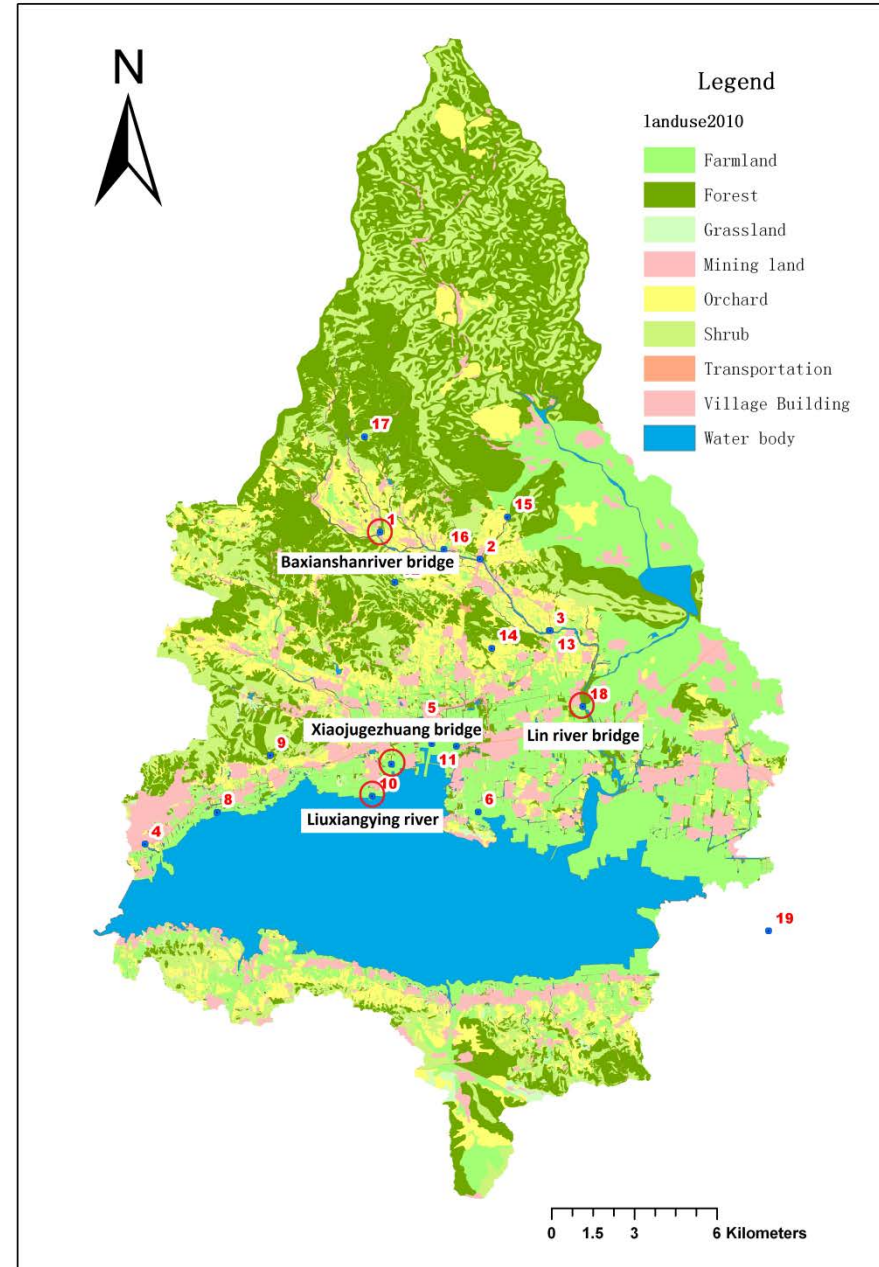 N
Legend
landuse2010
Farmland
Forest
Grassland
Mining land
Orchard
Shrub
Transportation
Village Building
Water body
17
15
1
16
2
Baxianshanriver bridge
3
13
14
18
5
Xiaojugezhuang bridge
Lin river bridge
9
11
10
8
6
Liuxiangying river
4
19
0 1.5 3 6 Kilometers